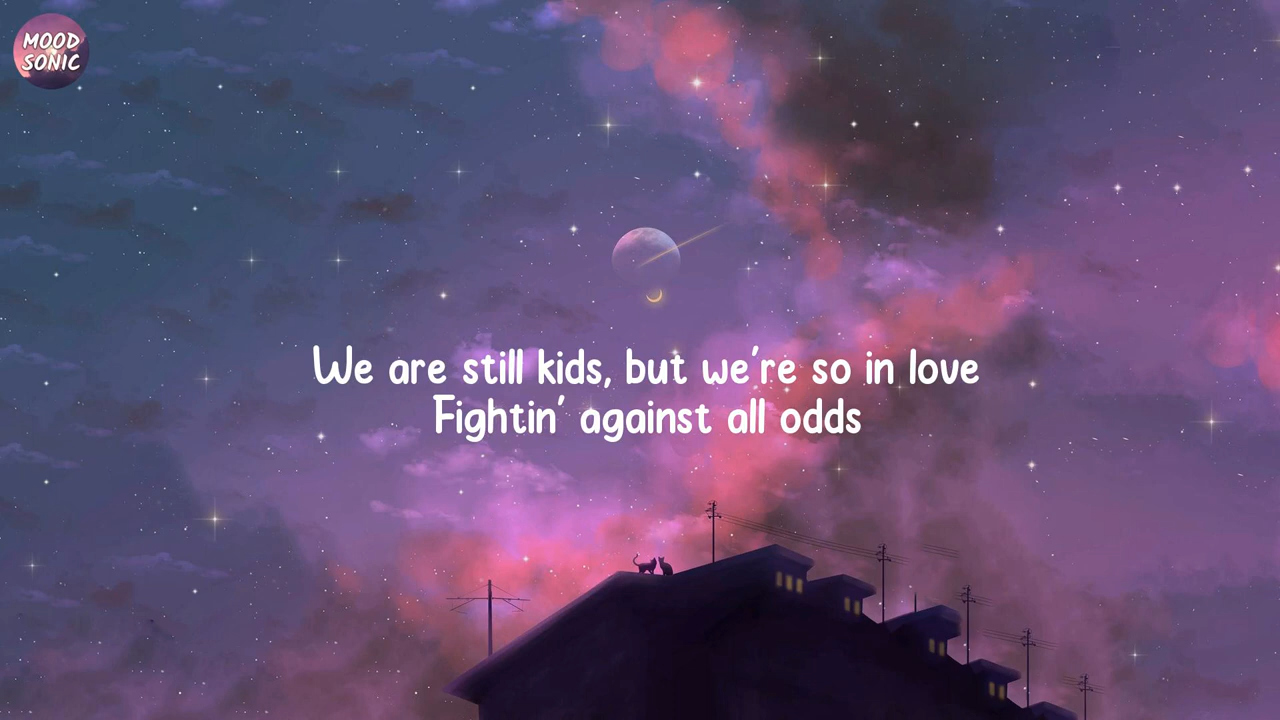 MOOD
SONIC
We are still kids, but we're so in love
Fightin' against all odds